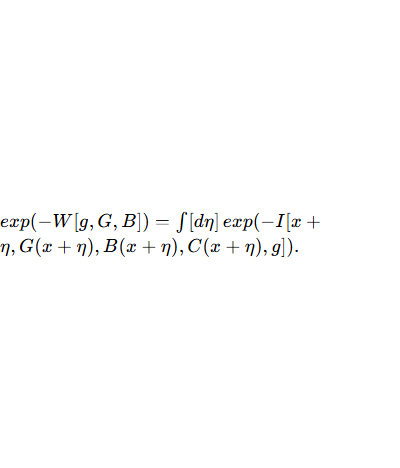 exp(−W[g, G, B]) = ∫[dη] exp(−I[x +
η, G(x + η), B(x + η), C(x + η), g]).